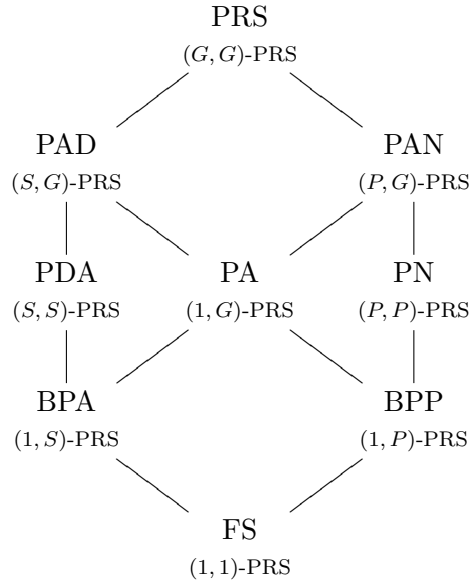 PRS
(G, G)-PRS
PAD PAN
(S, G)-PRS (P, G)-PRS
PDA PA PN
(S, S)-PRS (1, G)-PRS (P, P)-PRS
BPA BPP
(1, S)-PRS (1, P)-PRS
FS
(1, 1)-PRS